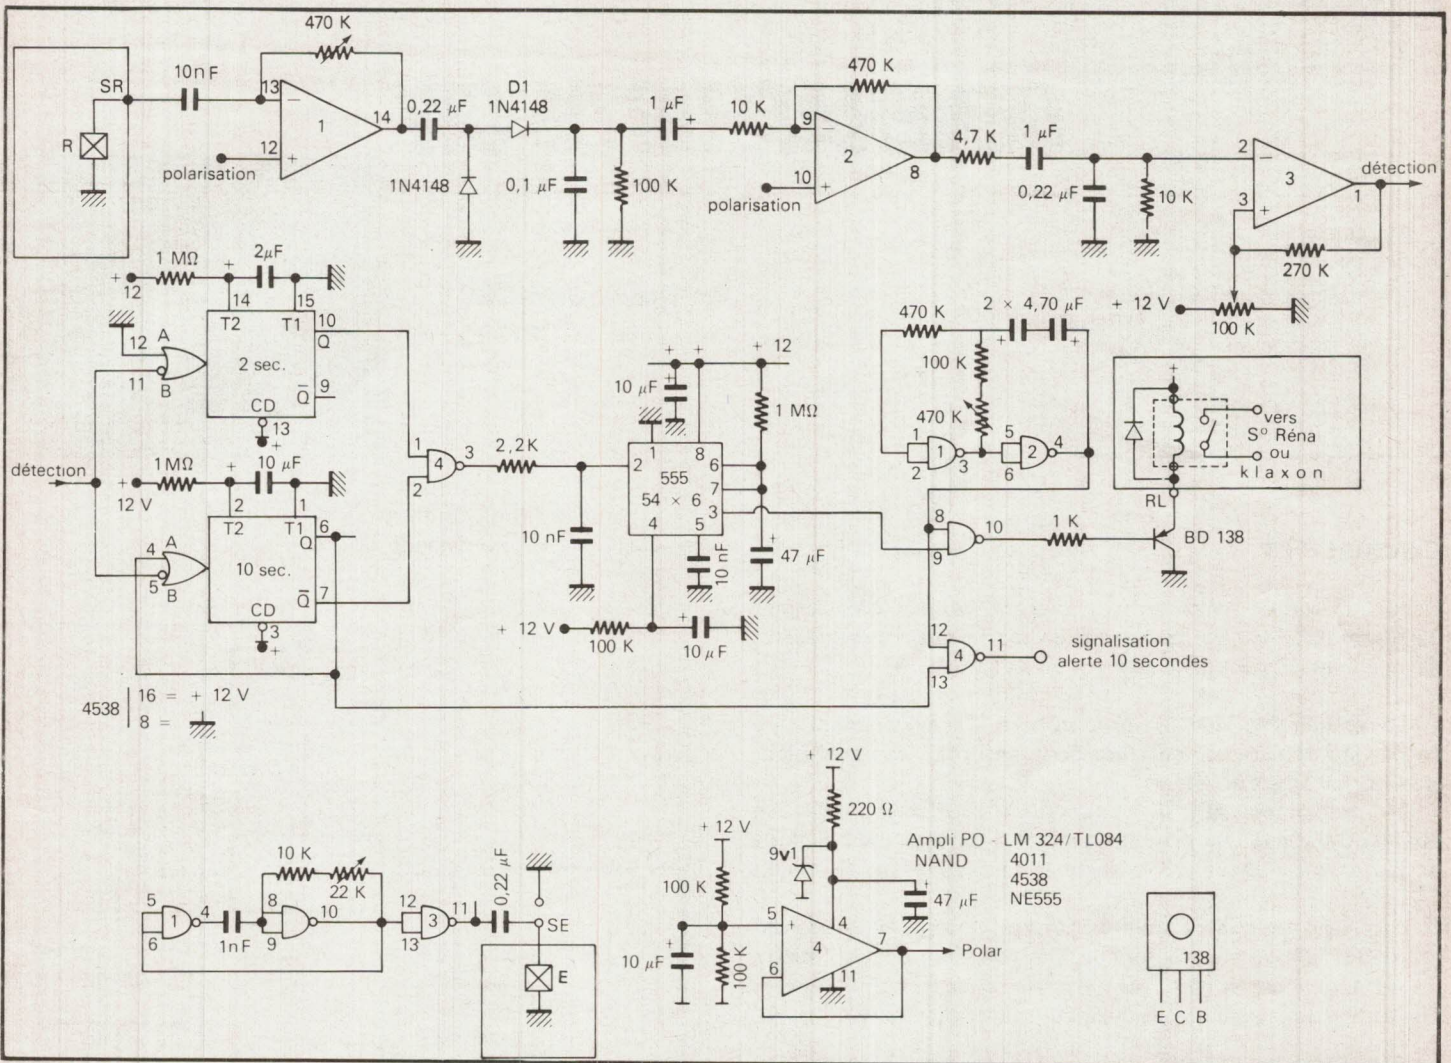 470 K
SR
10nF
13
−
1
14
12
+
polarisation
R
0,22 µF
D1
1N4148
1N4148
0,1 µF
100 K
1 µF
+
10 K
470 K
9
−
2
8
10
+
polarisation
4,7 K
1 µF
0,22 µF
10 K
2
−
3
1
3
+
détection
270 K
+ 12 V
100 K
1 MΩ
+
2µF
+
12
14
15
T2
T1
10
Q
12
A
11
B
2 sec.
9
Q̄
CD
13
+
détection
1MΩ
+
10 µF
+
12 V
2
1
T2
T1
6
Q
4
A
5
B
10 sec.
7
Q̄
CD
3
+
4538
16 = + 12 V
8 =
1
2
4
3
2,2K
10 nF
+ 12
10 µF
+
+
+
1 MΩ
1
8
2
6
555
7
54 × 6
3
4
5
10 nF
+
47 µF
+ 12 V
100 K
+
10 µF
470 K
2 × 4,70 µF
+
+
100 K
470 K
1
1
2
3
5
2
4
6
8
9
10
1 K
BD 138
RL
+
vers
S° Réna
ou
klaxon
12
4
11
13
signalisation
alerte 10 secondes
5
1
4
6
1nF
10 K
22 K
8
9
10
12
3
11
13
0,22 µF
SE
E
+ 12 V
220 Ω
+ 12 V
9v1
100 K
+
47 µF
+
10 µF
100 K
5
+
4
4
7
6
11
Polar
Ampli PO - LM 324/TL084
NAND 4011
4538
NE555
138
E C B